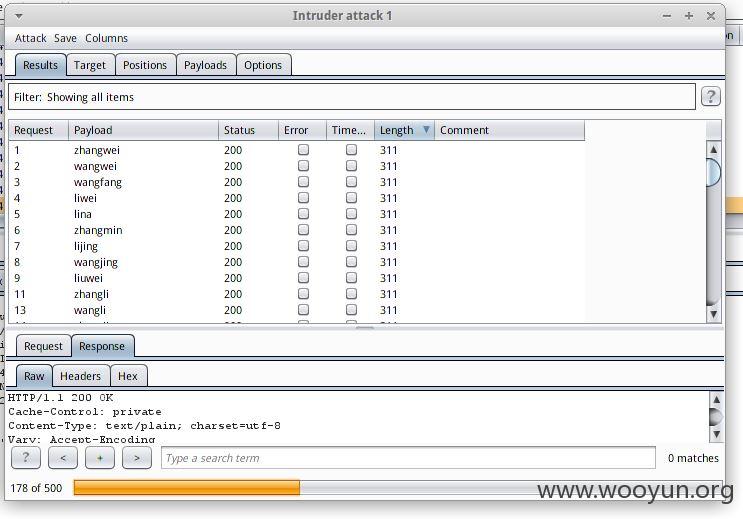 Intruder attack 1
Attack Save Columns
Results Target Positions Payloads Options
Filter: Showing all items ?
Request Payload Status Error Time... Length Comment
1 zhangwei 200 311
2 wangwei 200 311
3 wangfang 200 311
4 liwei 200 311
5 lina 200 311
6 zhangmin 200 311
7 lijing 200 311
8 wangjing 200 311
9 liuwei 200 311
11 zhangli 200 311
13 wangli 200 311
Request Response
Raw Headers Hex
HTTP/1.1 200 OK
Cache-Control: private
Content-Type: text/plain; charset=utf-8
Vary: Accept-Encoding
? < + > Type a search term 0 matches
178 of 500
www.wooyun.org